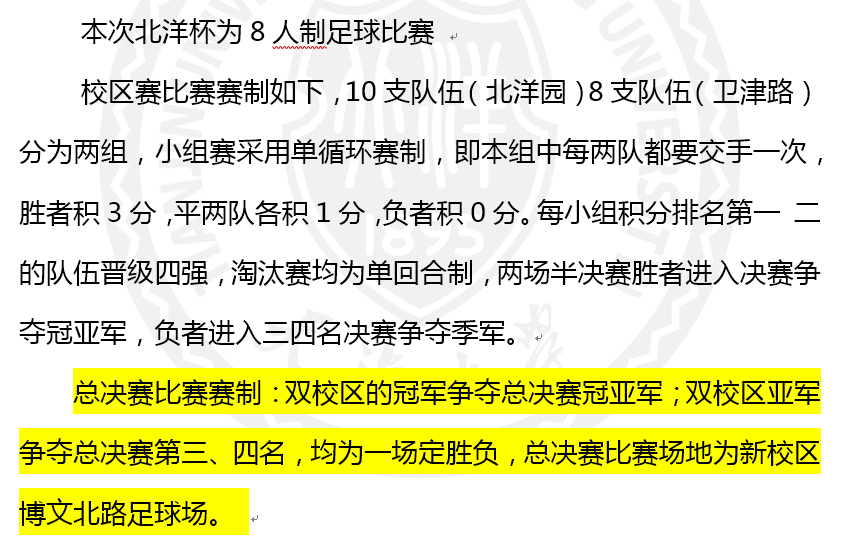 本次北洋杯为 8 人制足球比赛
校区赛比赛赛制如下，10 支队伍（北洋园）8 支队伍（卫津路）
分为两组，小组赛采用单循环赛制，即本组中每两队都要交手一次，
胜者积 3 分，平两队各积 1 分，负者积 0 分。每小组积分排名第一 二
的队伍晋级四强，淘汰赛均为单回合制，两场半决赛胜者进入决赛争
夺冠亚军，负者进入三四名决赛争夺季军。
总决赛比赛赛制：双校区的冠军争夺总决赛冠亚军；双校区亚军
争夺总决赛第三、四名，均为一场定胜负，总决赛比赛场地为新校区
博文北路足球场。
1895